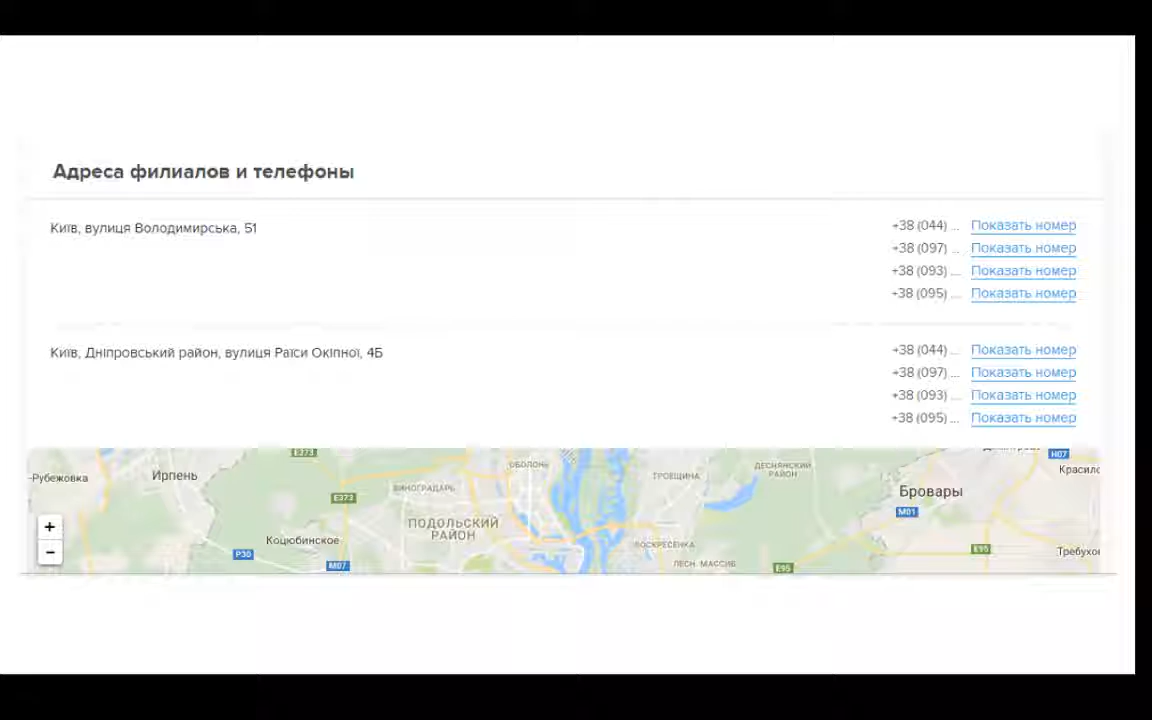 Адреса филиалов и телефоны
Київ, вулиця Володимирська, 51
+38 (044) ... Показать номер
+38 (097) ... Показать номер
+38 (093) ... Показать номер
+38 (095) ... Показать номер
Київ, Дніпровський район, вулиця Раїси Окіпної, 4Б
+38 (044) ... Показать номер
+38 (097) ... Показать номер
+38 (093) ... Показать номер
+38 (095) ... Показать номер
E373
H07
Рубежовка
Ирпень
ОБОЛОНЬ
ТРОЕЩИНА
ДЕСНЯНСКИЙ
РАЙОН
Красило
E373
ВИНОГРАДАРЬ
Бровары
M01
+
ПОДОЛЬСКИЙ
РАЙОН
Коцюбинское
ВОСКРЕСЕНКА
E95
Требухов
−
P30
M07
ЛЕСН. МАССИВ
E95